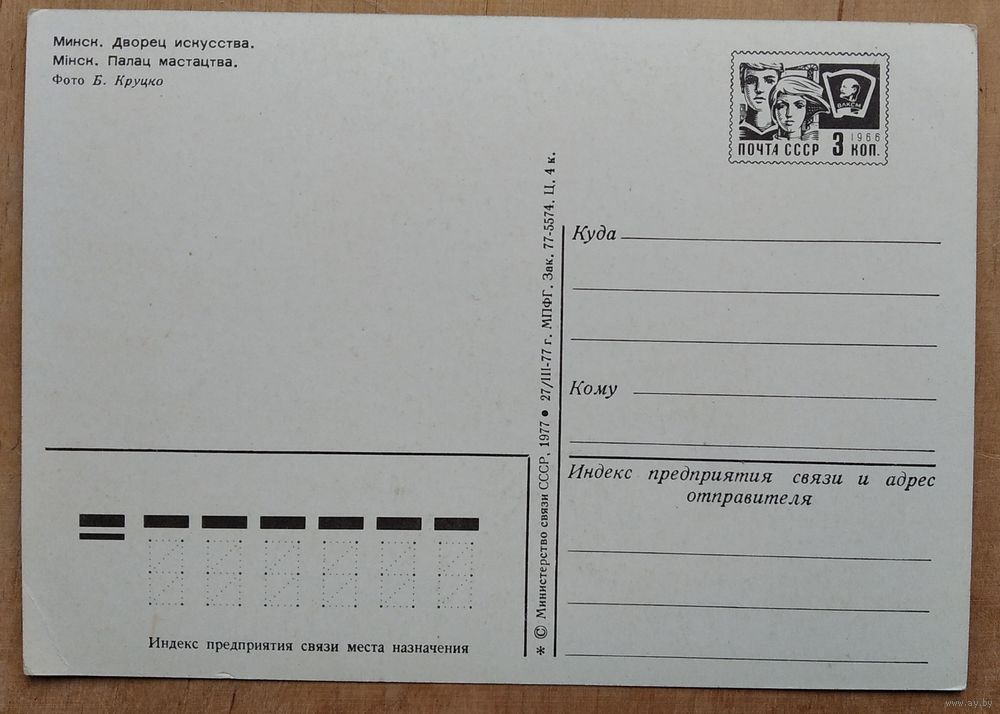 Минск. Дворец искусства.
Мінск. Палац мастацтва.
Фото Б. Круцко
ВЛКСМ
1966
ПОЧТА СССР 3 КОП.
Куда
Кому
Индекс предприятия связи и адрес
отправителя
* © Министерство связи СССР, 1977 ● 27/III-77 г. МПФГ. Зак. 77-5574. Ц. 4 к.
Индекс предприятия связи места назначения
www.ay.by